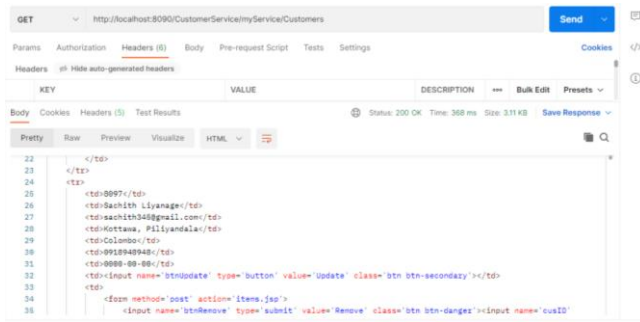 GET http://localhost:8090/CustomerService/myService/Customers Send
Params Authorization Headers (6) Body Pre-request Script Tests Settings Cookies
Headers Hide auto-generated headers
KEY VALUE DESCRIPTION ••• Bulk Edit Presets
Body Cookies Headers (5) Test Results Status: 200 OK Time: 368 ms Size: 3.11 KB Save Response
Pretty Raw Preview Visualize HTML
22 </td>
23 </tr>
24 <tr>
25 <td>8097</td>
26 <td>Sachith Liyanage</td>
27 <td>sachith345@gmail.com</td>
28 <td>Kottawa, Piliyandala</td>
29 <td>Colombo</td>
30 <td>0918948948</td>
31 <td>0000-00-00</td>
32 <td><input name='btnUpdate' type='button' value='Update' class='btn btn-secondary'></td>
33 <td>
34 <form method='post' action='items.jsp'>
35 <input name='btnRemove' type='submit' value='Remove' class='btn btn-danger'><input name='cusID'